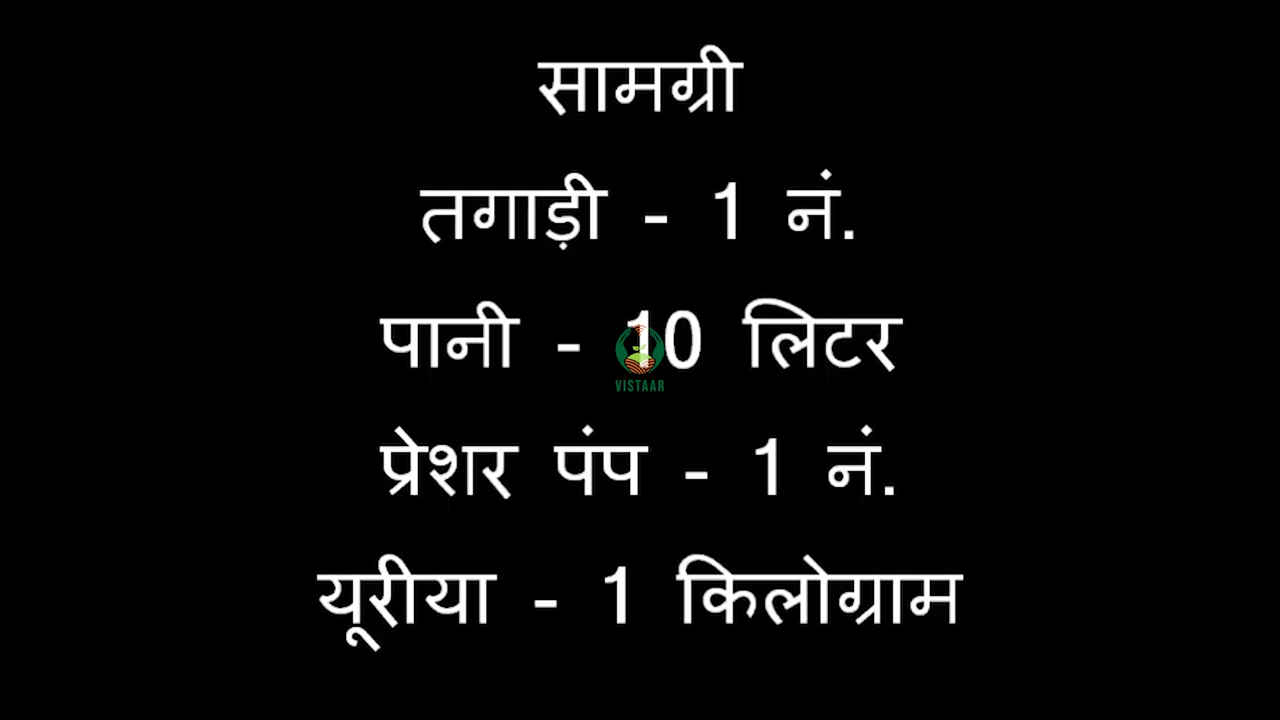 सामग्री
तगाड़ी - 1 नं.
पानी - 10 लिटर
VISTAAR
प्रेशर पंप - 1 नं.
यूरीया - 1 किलोग्राम